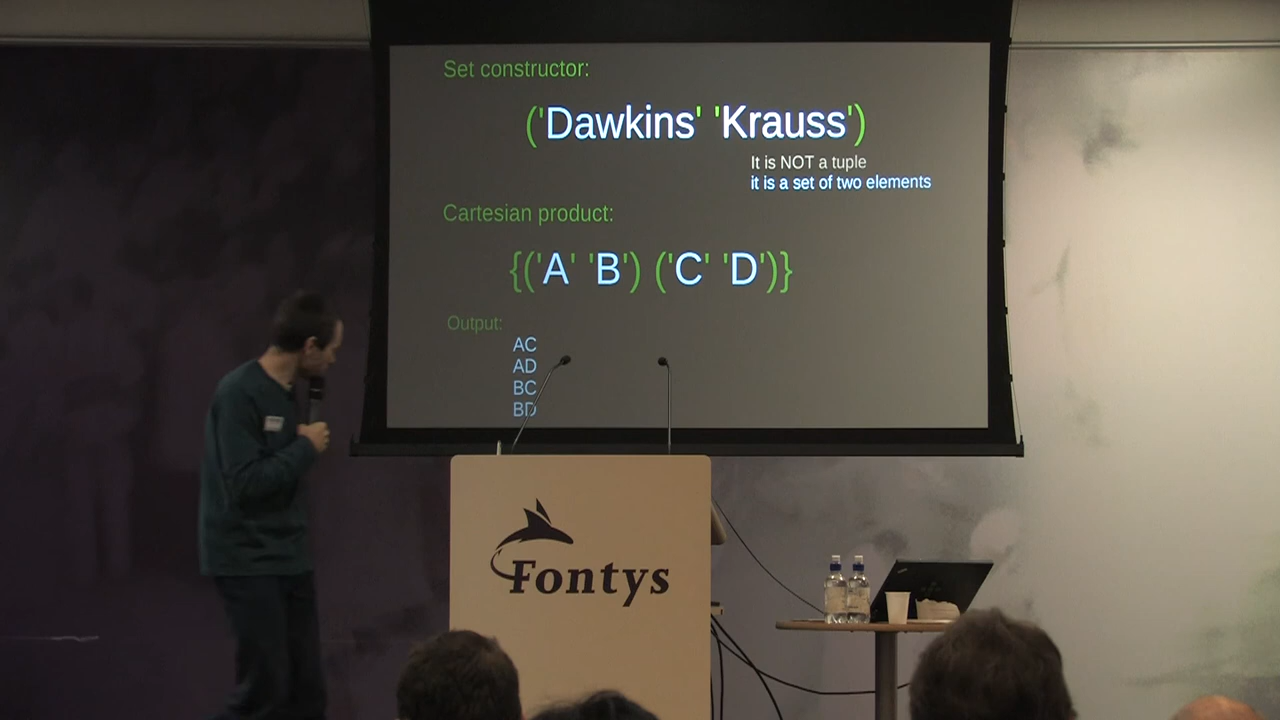 Set constructor:
('Dawkins' 'Krauss')
It is NOT a tuple
it is a set of two elements
Cartesian product:
{('A' 'B') ('C' 'D')}
Output:
AC
AD
BC
BD
Fontys